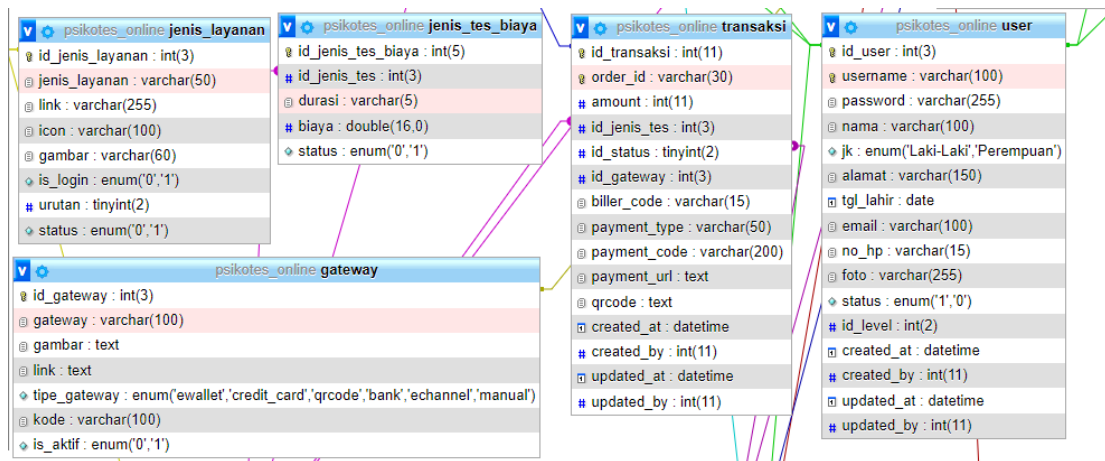 psikotes_online jenis_layanan
id_jenis_layanan : int(3)
jenis_layanan : varchar(50)
link : varchar(255)
icon : varchar(100)
gambar : varchar(60)
is_login : enum('0','1')
urutan : tinyint(2)
status : enum('0','1')
psikotes_online jenis_tes_biaya
id_jenis_tes_biaya : int(5)
id_jenis_tes : int(3)
durasi : varchar(5)
biaya : double(16,0)
status : enum('0','1')
psikotes_online gateway
id_gateway : int(3)
gateway : varchar(100)
gambar : text
link : text
tipe_gateway : enum('ewallet','credit_card','qrcode','bank','echannel','manual')
kode : varchar(100)
is_aktif : enum('0','1')
psikotes_online transaksi
id_transaksi : int(11)
order_id : varchar(30)
amount : int(11)
id_jenis_tes : int(3)
id_status : tinyint(2)
id_gateway : int(3)
biller_code : varchar(15)
payment_type : varchar(50)
payment_code : varchar(200)
payment_url : text
qrcode : text
created_at : datetime
created_by : int(11)
updated_at : datetime
updated_by : int(11)
psikotes_online user
id_user : int(3)
username : varchar(100)
password : varchar(255)
nama : varchar(100)
jk : enum('Laki-Laki','Perempuan')
alamat : varchar(150)
tgl_lahir : date
email : varchar(100)
no_hp : varchar(15)
foto : varchar(255)
status : enum('1','0')
id_level : int(2)
created_at : datetime
created_by : int(11)
updated_at : datetime
updated_by : int(11)